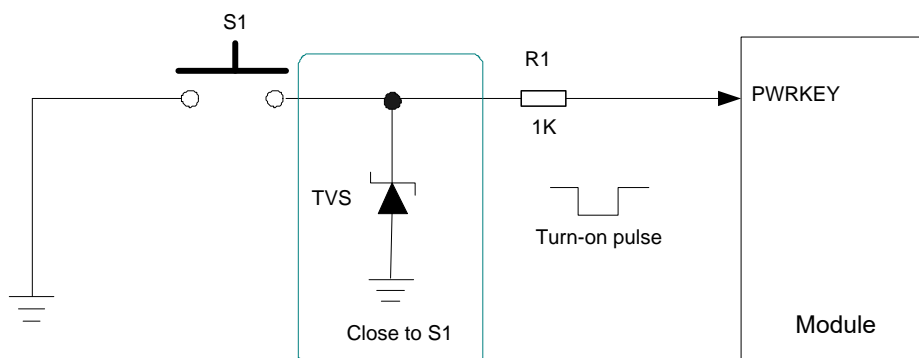 S1
R1
PWRKEY
1K
TVS
Turn-on pulse
Close to S1
Module